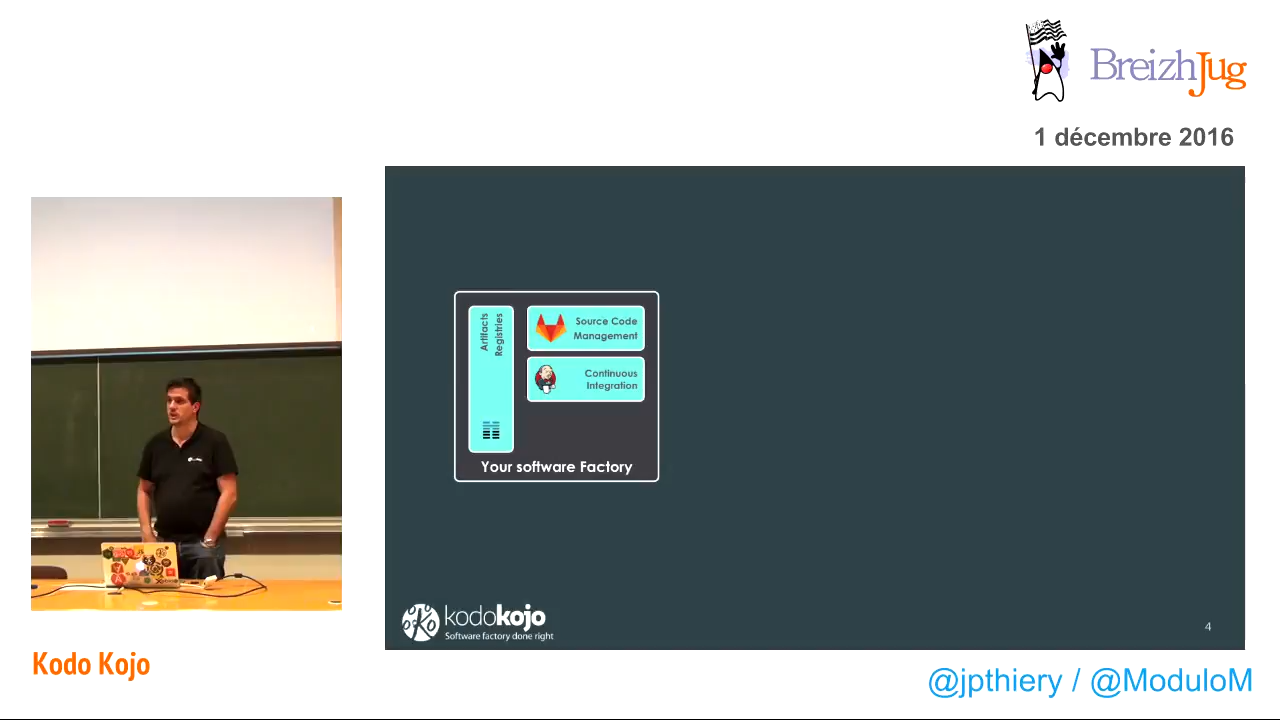 BreizhJug
1 décembre 2016
Artifacts
Registries
Source Code
Management
Continuous
Integration
Your software Factory
kodokojo
Software factory done right
4
Kodo Kojo
@jpthiery / @ModuloM